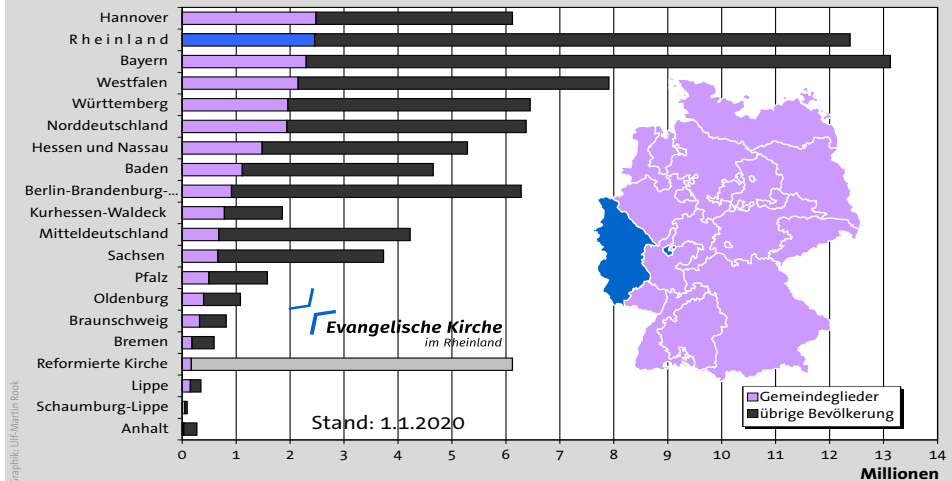 Hannover
Rheinland
Bayern
Westfalen
Württemberg
Norddeutschland
Hessen und Nassau
Baden
Berlin-Brandenburg-...
Kurhessen-Waldeck
Mitteldeutschland
Sachsen
Pfalz
Oldenburg
Braunschweig
Bremen
Reformierte Kirche
Lippe
Schaumburg-Lippe
Anhalt
Evangelische Kirche
im Rheinland
Gemeindeglieder
übrige Bevölkerung
Stand: 1.1.2020
0 1 2 3 4 5 6 7 8 9 10 11 12 13 14
Millionen
Graphik: Ulf-Martin Rook